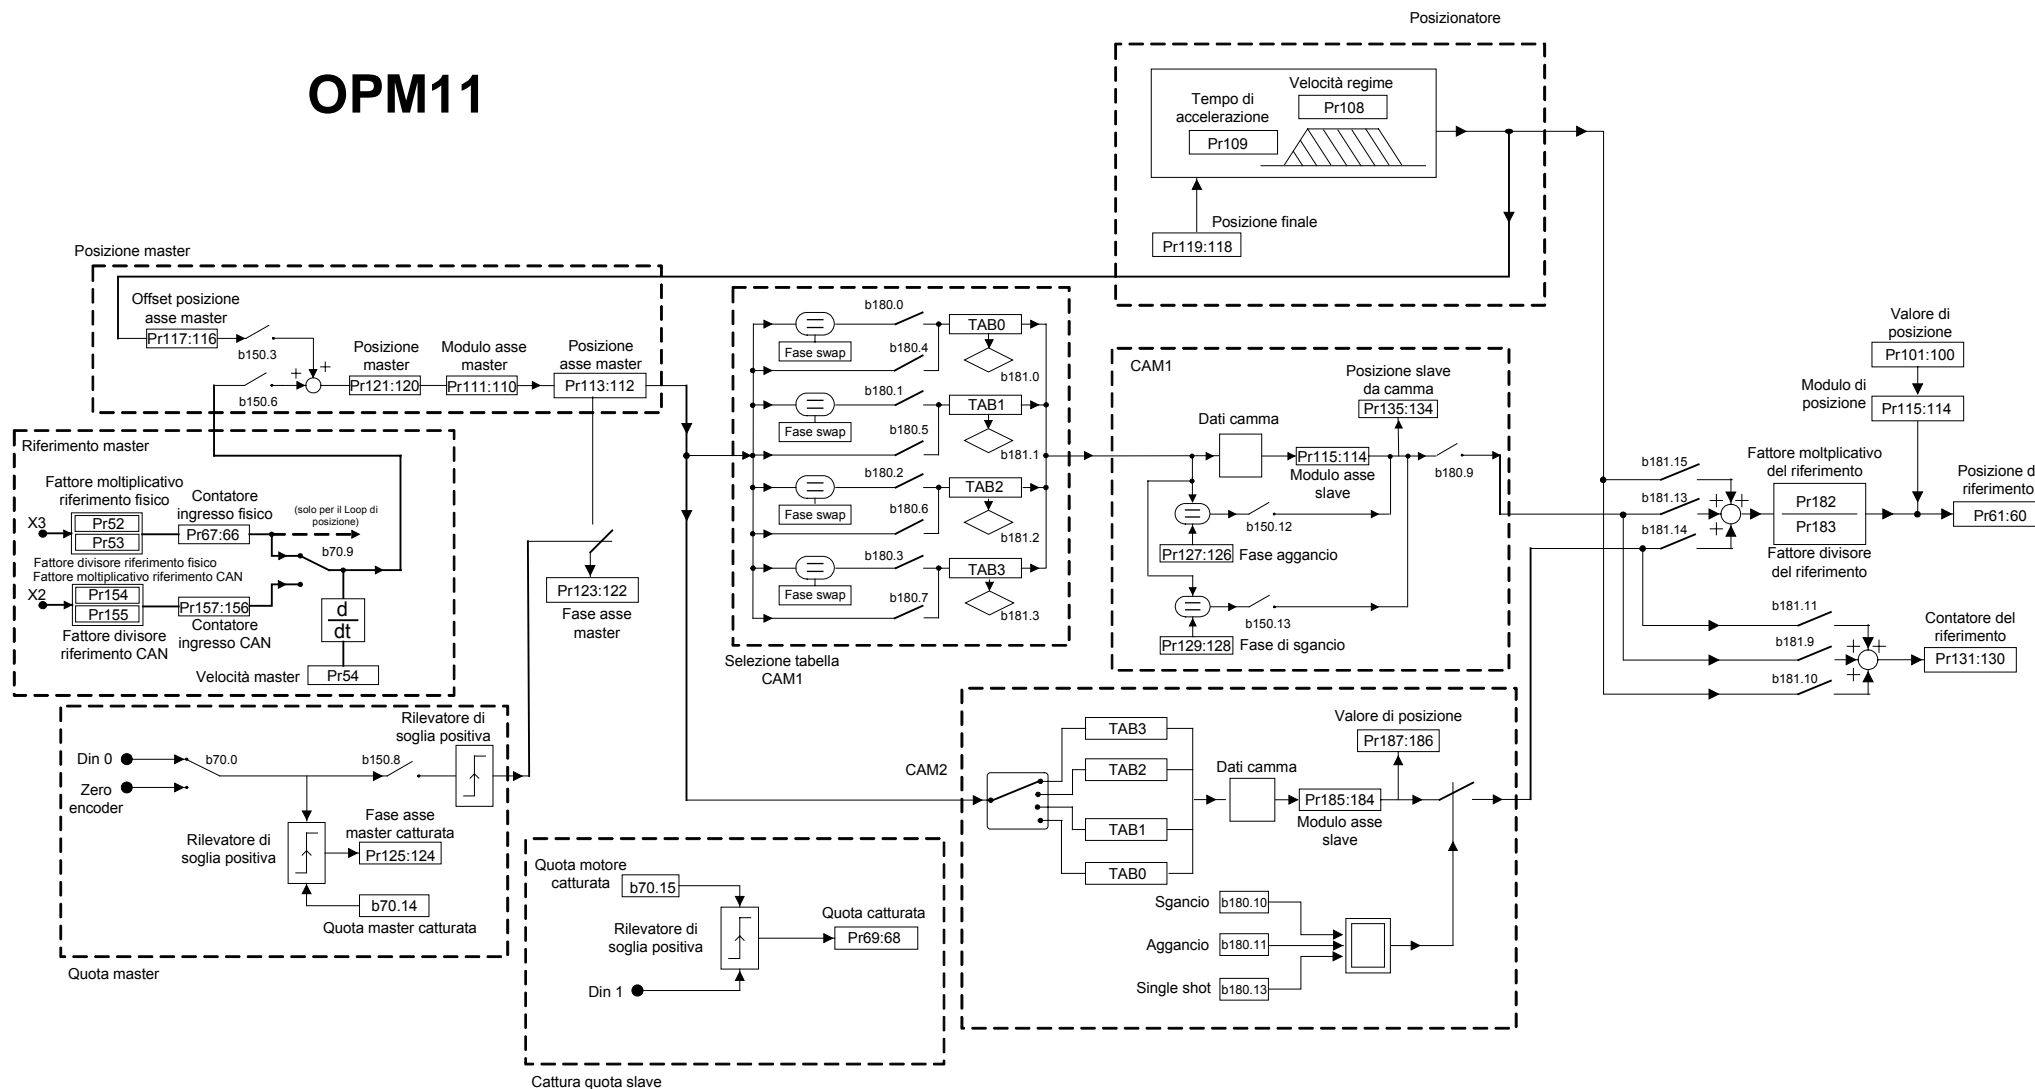 OPM11
Posizionatore
Velocità regime
Pr108
Tempo di
accelerazione
Pr109
Posizione finale
Pr119:118
Posizione master
Offset posizione
asse master
Pr117:116
b150.3
b150.6
+
+
Posizione
master
Pr121:120
Modulo asse
master
Pr111:110
Posizione
asse master
Pr113:112
Riferimento master
Fattore moltiplicativo
riferimento fisico
X3
Pr52
Pr53
Contatore
ingresso fisico
Pr67:66
(solo per il Loop di
posizione)
b70.9
Fattore divisore riferimento fisico
Fattore moltiplicativo riferimento CAN
X2
Pr154
Pr155
Pr157:156
Contatore
ingresso CAN
Fattore divisore
riferimento CAN
d
dt
Velocità master
Pr54
Pr123:122
Fase asse
master
b180.0
TAB0
Fase swap
b180.4
b181.0
b180.1
TAB1
Fase swap
b180.5
b181.1
b180.2
TAB2
Fase swap
b180.6
b181.2
b180.3
TAB3
Fase swap
b180.7
b181.3
Selezione tabella
CAM1
CAM1
Posizione slave
da camma
Pr135:134
Dati camma
Pr115:114
Modulo asse
slave
b180.9
b150.12
Pr127:126
Fase aggancio
b150.13
Pr129:128
Fase di sgancio
Valore di
posizione
Pr101:100
Modulo di
posizione
Pr115:114
b181.15
b181.13
b181.14
+
+
+
Fattore moltplicativo
del riferimento
Pr182
Pr183
Fattore divisore
del riferimento
Posizione d
riferimento
Pr61:60
b181.11
b181.9
b181.10
+
+
+
Contatore del
riferimento
Pr131:130
Din 0
Zero
encoder
b70.0
b150.8
Rilevatore di
soglia positiva
Rilevatore di
soglia positiva
Fase asse
master catturata
Pr125:124
b70.14
Quota master catturata
Quota master
Quota motore
catturata
b70.15
Rilevatore di
soglia positiva
Quota catturata
Pr69:68
Din 1
Cattura quota slave
CAM2
TAB3
TAB2
TAB1
TAB0
Dati camma
Valore di posizione
Pr187:186
Pr185:184
Modulo asse
slave
Sgancio
b180.10
Aggancio
b180.11
Single shot
b180.13